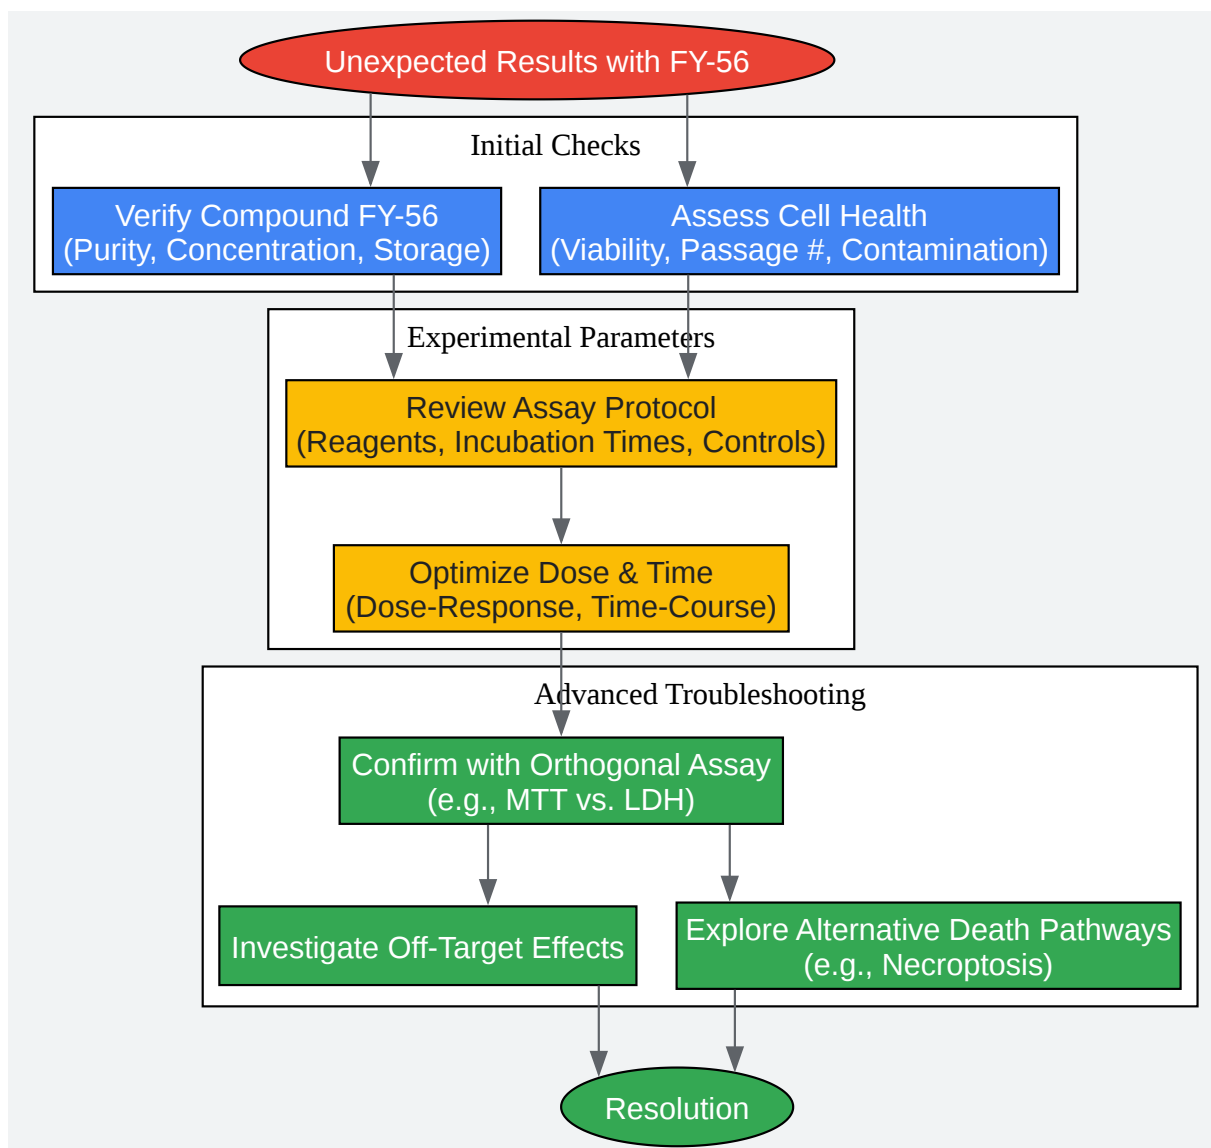 Unexpected Results with FY-56
Initial Checks
Verify Compound FY-56
(Purity, Concentration, Storage)
Assess Cell Health
(Viability, Passage #, Contamination)
Experimental Parameters
Review Assay Protocol
(Reagents, Incubation Times, Controls)
Optimize Dose & Time
(Dose-Response, Time-Course)
Advanced Troubleshooting
Confirm with Orthogonal Assay
(e.g., MTT vs. LDH)
Investigate Off-Target Effects
Explore Alternative Death Pathways
(e.g., Necroptosis)
Resolution